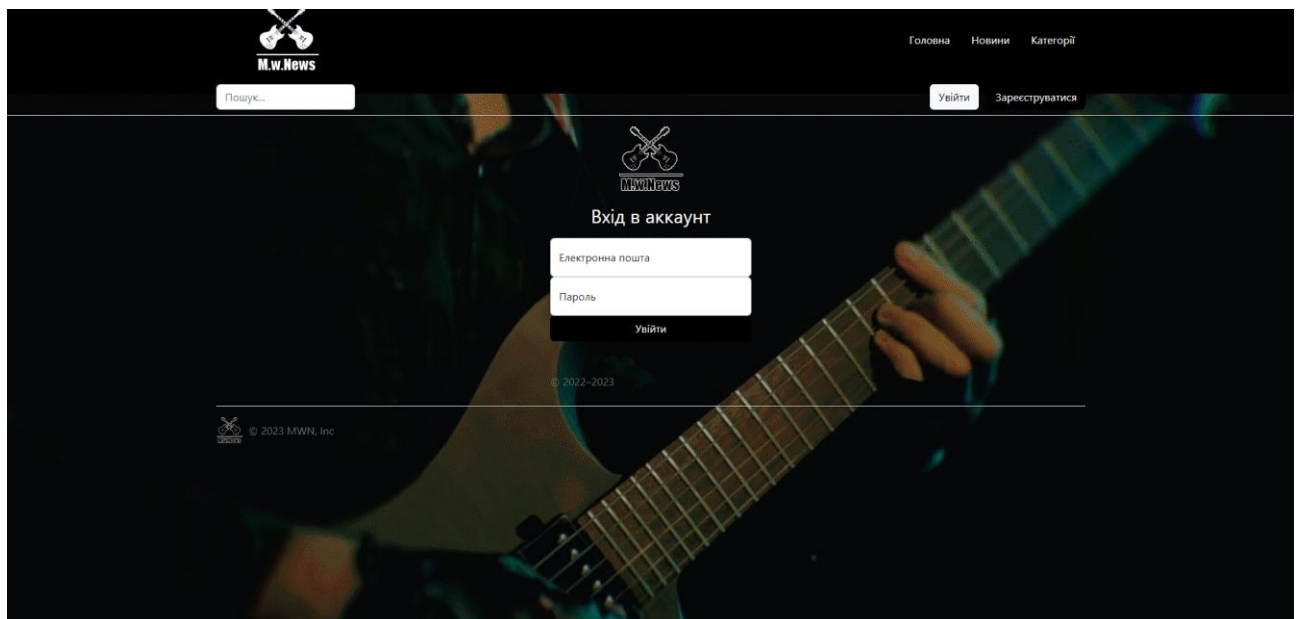 M.w.News
Головна Новини Категорії
Пошук...
Увійти Зареєструватися
M.W.News
Вхід в аккаунт
Електронна пошта
Пароль
Увійти
© 2022–2023
© 2023 MWN, Inc